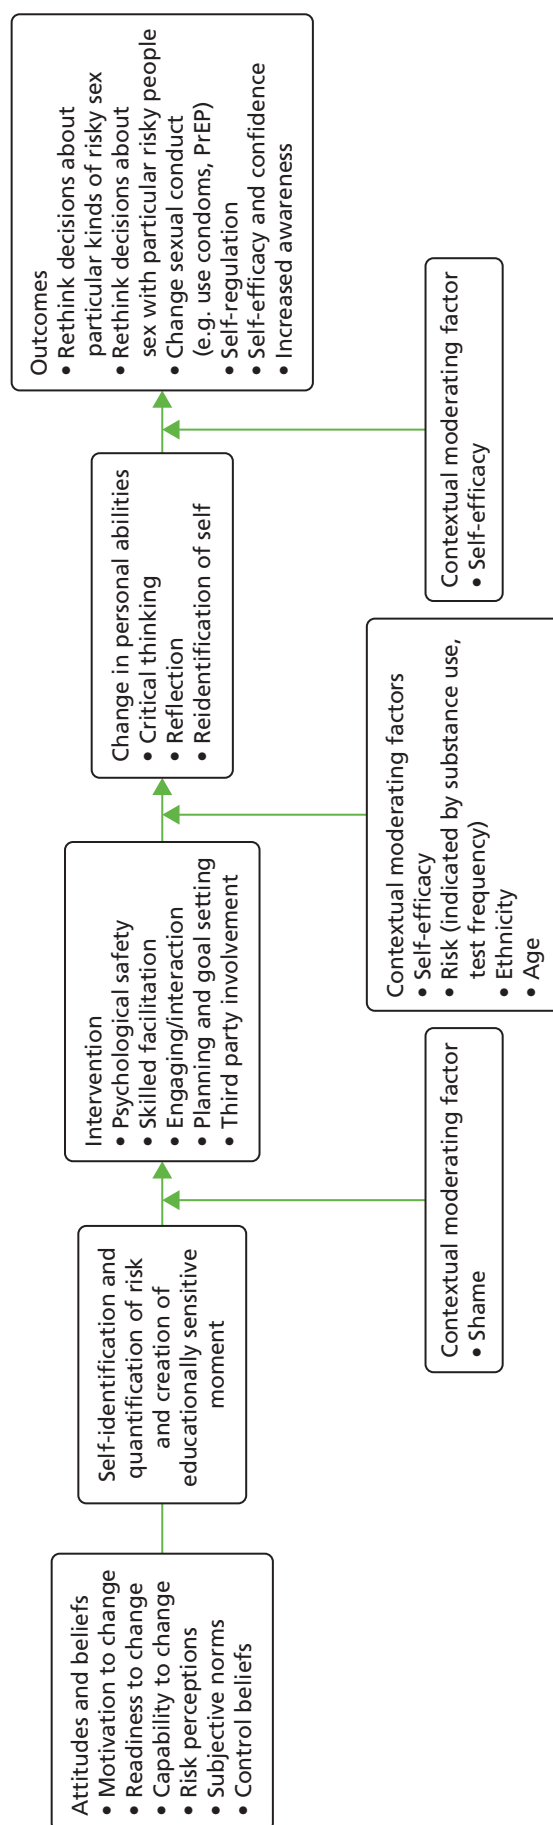 Attitudes and beliefs
• Motivation to change
• Readiness to change
• Capability to change
• Risk perceptions
• Subjective norms
• Control beliefs
Self-identification and
quantification of risk
and creation of
educationally sensitive
moment
Intervention
• Psychological safety
• Skilled facilitation
• Engaging/interaction
• Planning and goal setting
• Third party involvement
Change in personal abilities
• Critical thinking
• Reflection
• Reidentification of self
Outcomes
• Rethink decisions about
particular kinds of risky sex
• Rethink decisions about
sex with particular risky people
• Change sexual conduct
(e.g. use condoms, PrEP)
• Self-regulation
• Self-efficacy and confidence
• Increased awareness
Contextual moderating factor
• Shame
Contextual moderating factors
• Self-efficacy
• Risk (indicated by substance use,
test frequency)
• Ethnicity
• Age
Contextual moderating factor
• Self-efficacy